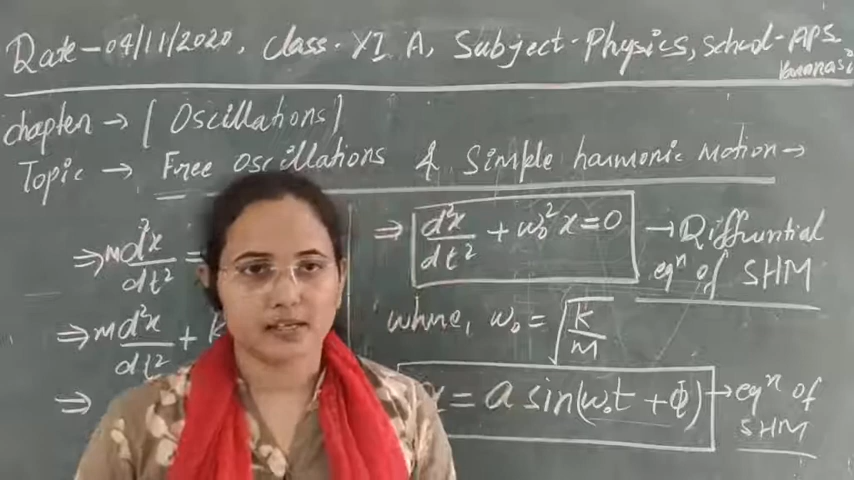 Date-04/11/2020, Class-XI A, Subject-Physics, School-APS
Varanasi
chapter → [Oscillations]
Topic → Free oscillations & Simple harmonic Motion →
⇒ m d²x/dt² =
⇒ m d²x/dt² + k
⇒
⇒ d²x/dt² + ω₀²x = 0 → Differential
eqⁿ of SHM
where, ω₀ = √(k/m)
x = a sin(ω₀t + Φ) → eqⁿ of
SHM